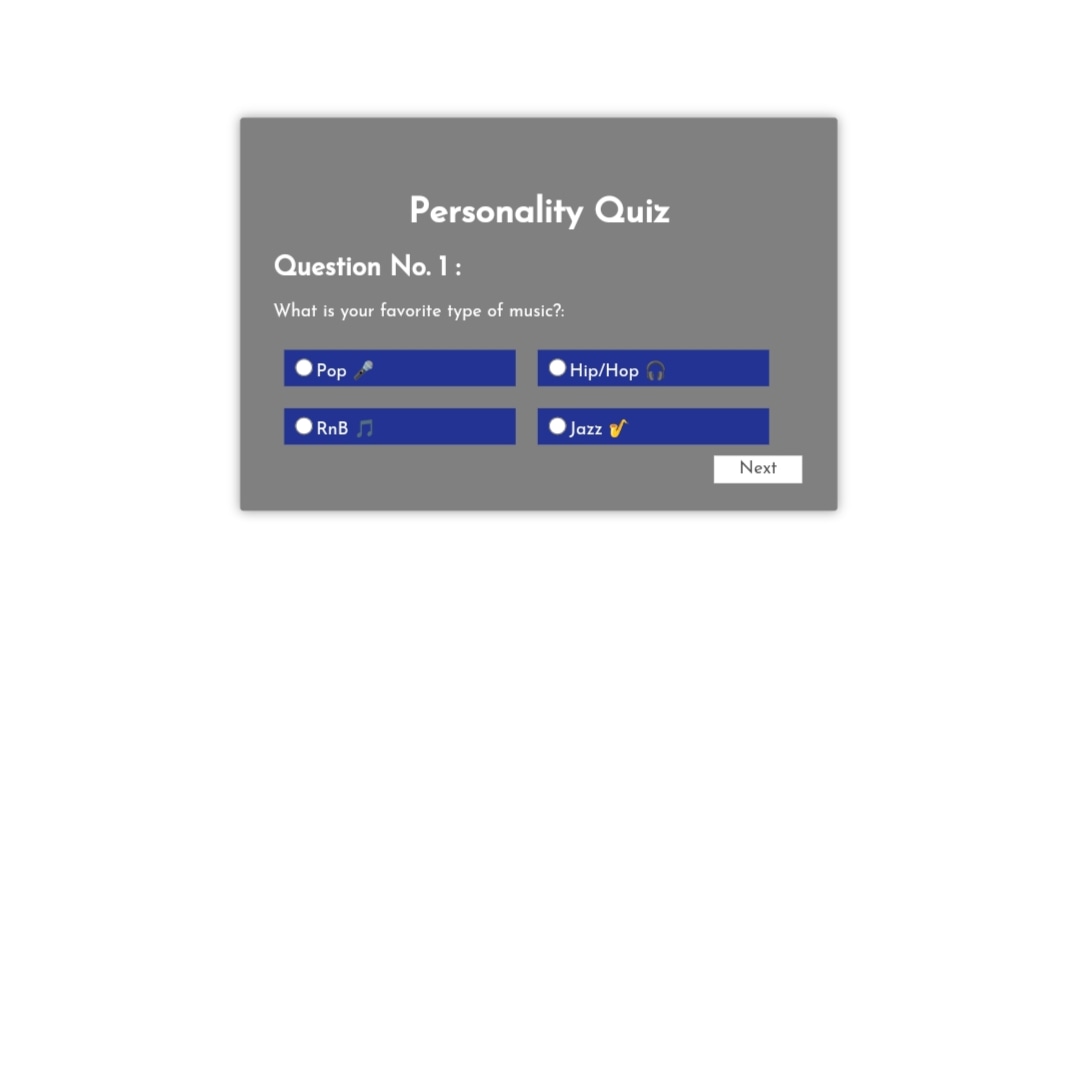 Personality Quiz
Question No. 1 :
What is your favorite type of music?:
Pop 🎤
Hip/Hop 🎧
RnB 🎵
Jazz 🎷
Next